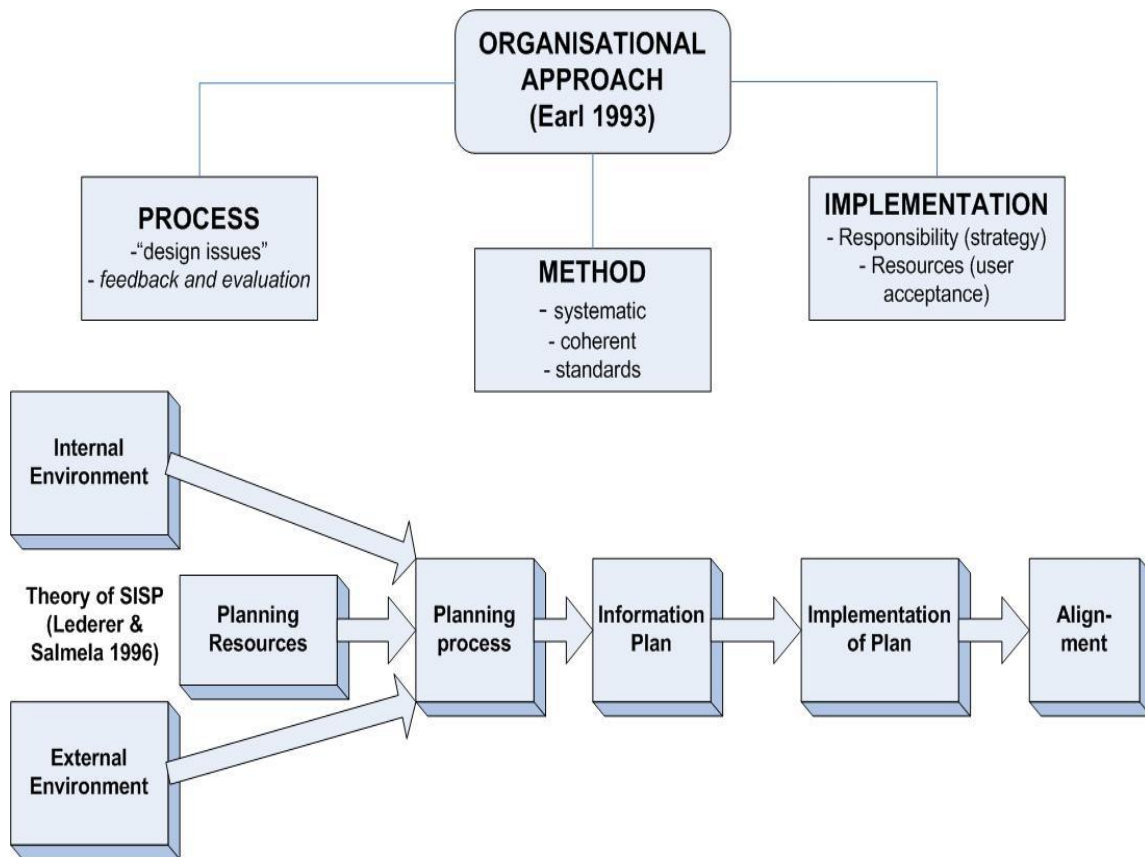 ORGANISATIONAL
APPROACH
(Earl 1993)
PROCESS
-“design issues”
- feedback and evaluation
METHOD
- systematic
- coherent
- standards
IMPLEMENTATION
- Responsibility (strategy)
- Resources (user
acceptance)
Internal
Environment
Theory of SISP
(Lederer &
Salmela 1996)
Planning
Resources
External
Environment
Planning
process
Information
Plan
Implementation
of Plan
Align-
ment